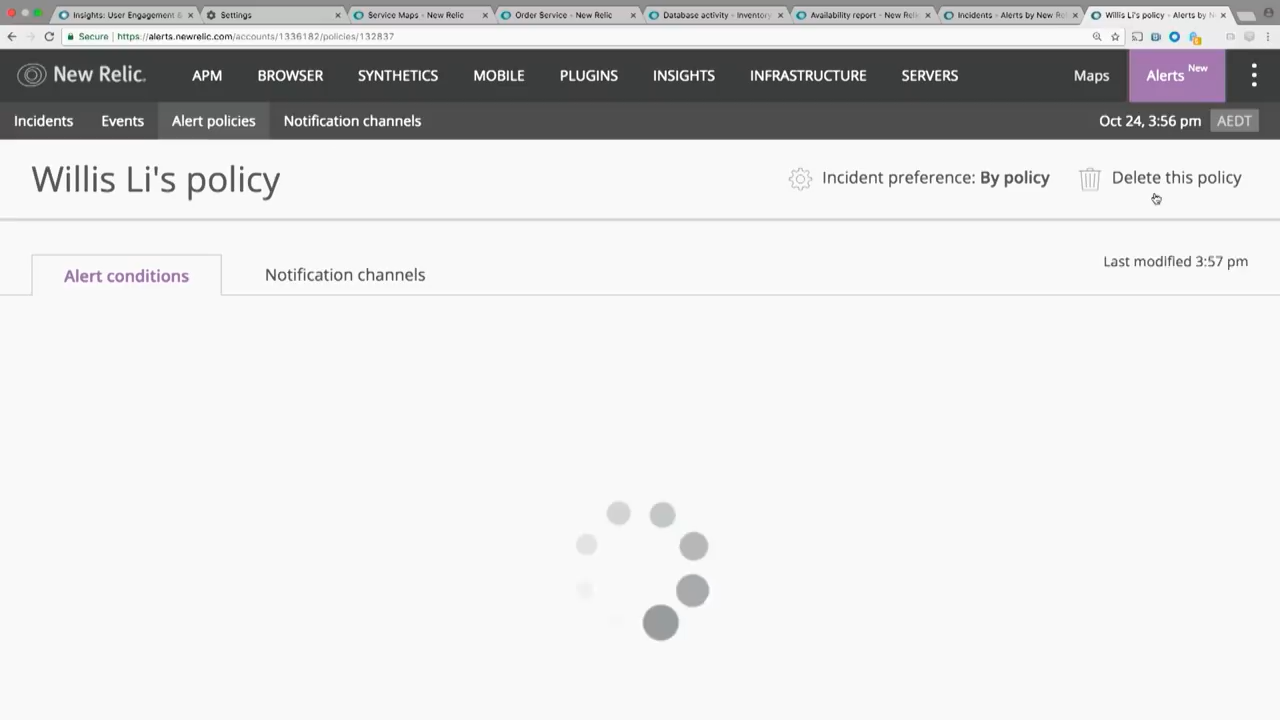 Insights: User Engagement &
Settings
Service Maps - New Relic
Order Service - New Relic
Database activity - Inventory
Availability report - New Reli
Incidents - Alerts by New Rel
Willis Li's policy - Alerts by N
Secure | https://alerts.newrelic.com/accounts/1336182/policies/132837
New Relic.
APM
BROWSER
SYNTHETICS
MOBILE
PLUGINS
INSIGHTS
INFRASTRUCTURE
SERVERS
Maps
Alerts New
Incidents
Events
Alert policies
Notification channels
Oct 24, 3:56 pm AEDT
Willis Li's policy
Incident preference: By policy
Delete this policy
Alert conditions
Notification channels
Last modified 3:57 pm